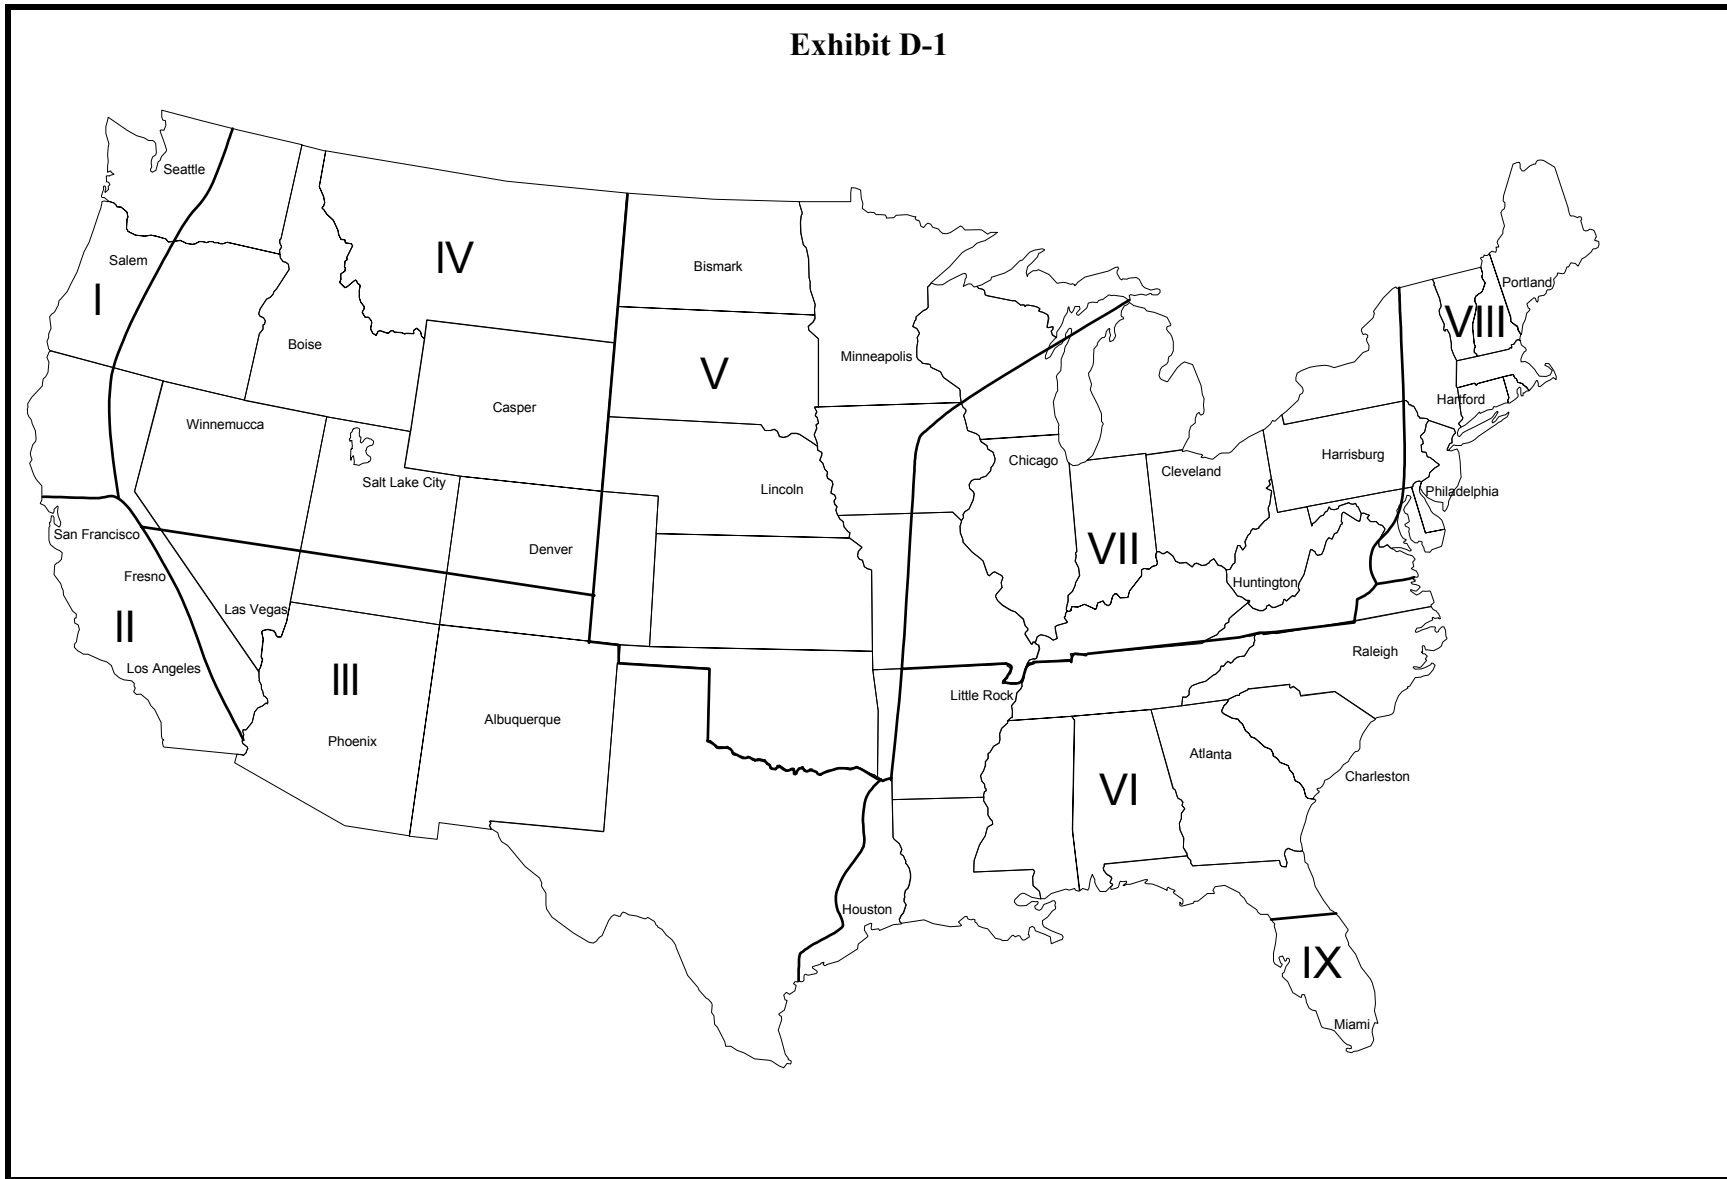 Exhibit D-1
Seattle
Salem
I
IV
Bismark
Portland
VIII
Boise
V
Minneapolis
Casper
Hartford
Winnemucca
Harrisburg
Chicago
Cleveland
Salt Lake City
Lincoln
Philadelphia
San Francisco
Denver
VII
Fresno
Huntington
Las Vegas
II
Raleigh
Los Angeles
III
Little Rock
Albuquerque
Phoenix
Atlanta
Charleston
VI
Houston
IX
Miami